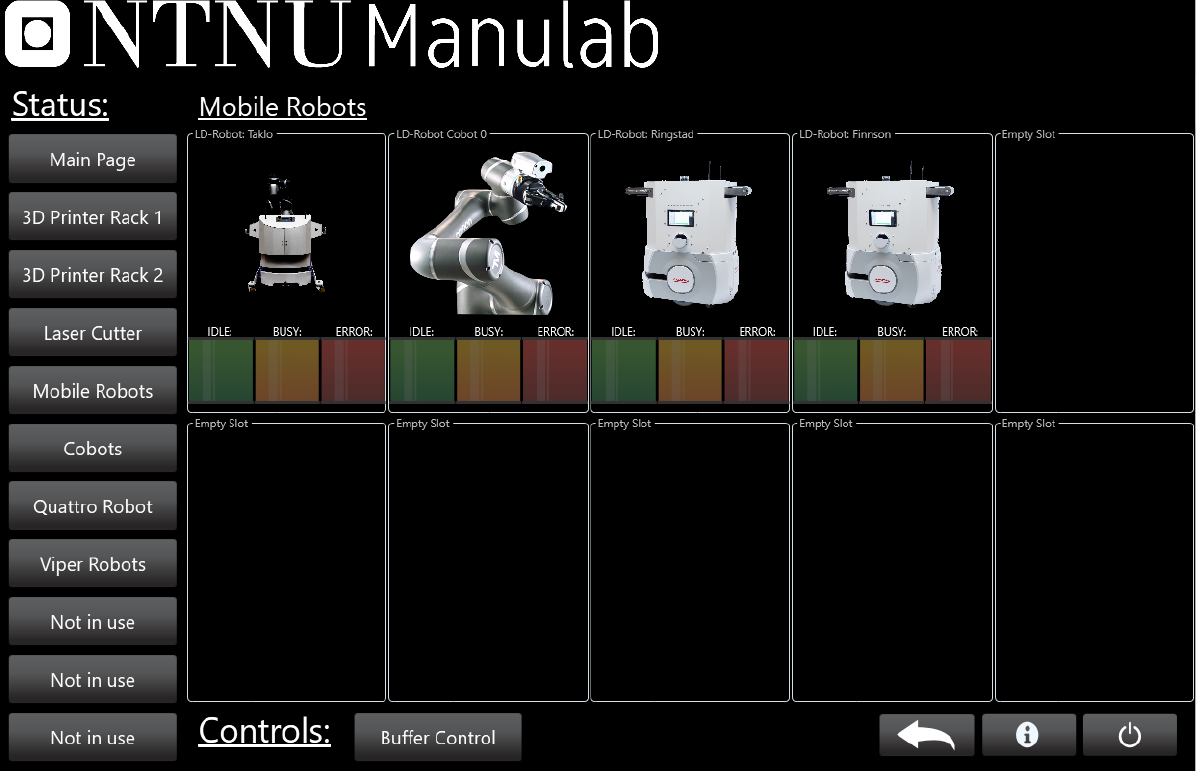 NTNU Manulab
Status:
Main Page
3D Printer Rack 1
3D Printer Rack 2
Laser Cutter
Mobile Robots
Cobots
Quattro Robot
Viper Robots
Not in use
Not in use
Not in use
Mobile Robots
LD-Robot: Taklo
IDLE: BUSY: ERROR:
LD-Robot Cobot 0
IDLE: BUSY: ERROR:
LD-Robot: Ringstad
IDLE: BUSY: ERROR:
LD-Robot: Finnson
IDLE: BUSY: ERROR:
Empty Slot
Empty Slot
Empty Slot
Empty Slot
Empty Slot
Empty Slot
Controls:
Buffer Control